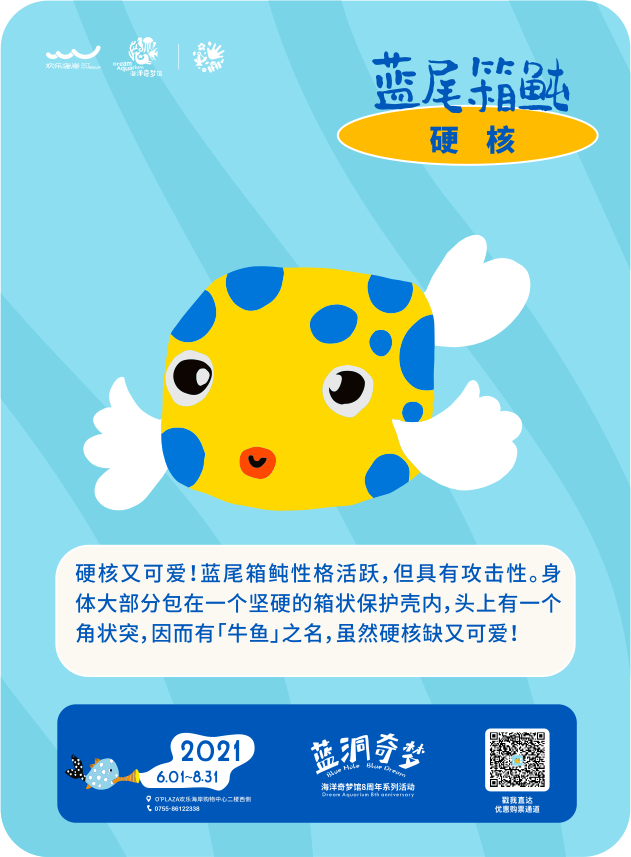 欢乐海岸
Dream Aquarium
海洋奇梦馆
蓝尾箱鲀
硬核
硬核又可爱！蓝尾箱鲀性格活跃，但具有攻击性。身
体大部分包在一个坚硬的箱状保护壳内，头上有一个
角状突，因而有「牛鱼」之名，虽然硬核缺又可爱！
2021
6.01~8.31
O'PLAZA欢乐海岸购物中心二楼西侧
0755-86122338
蓝洞奇梦
Blue Hole Blue Dream
海洋奇梦馆8周年系列活动
Dream Aquarium 8th anniversary
戳我直达
优惠购票通道